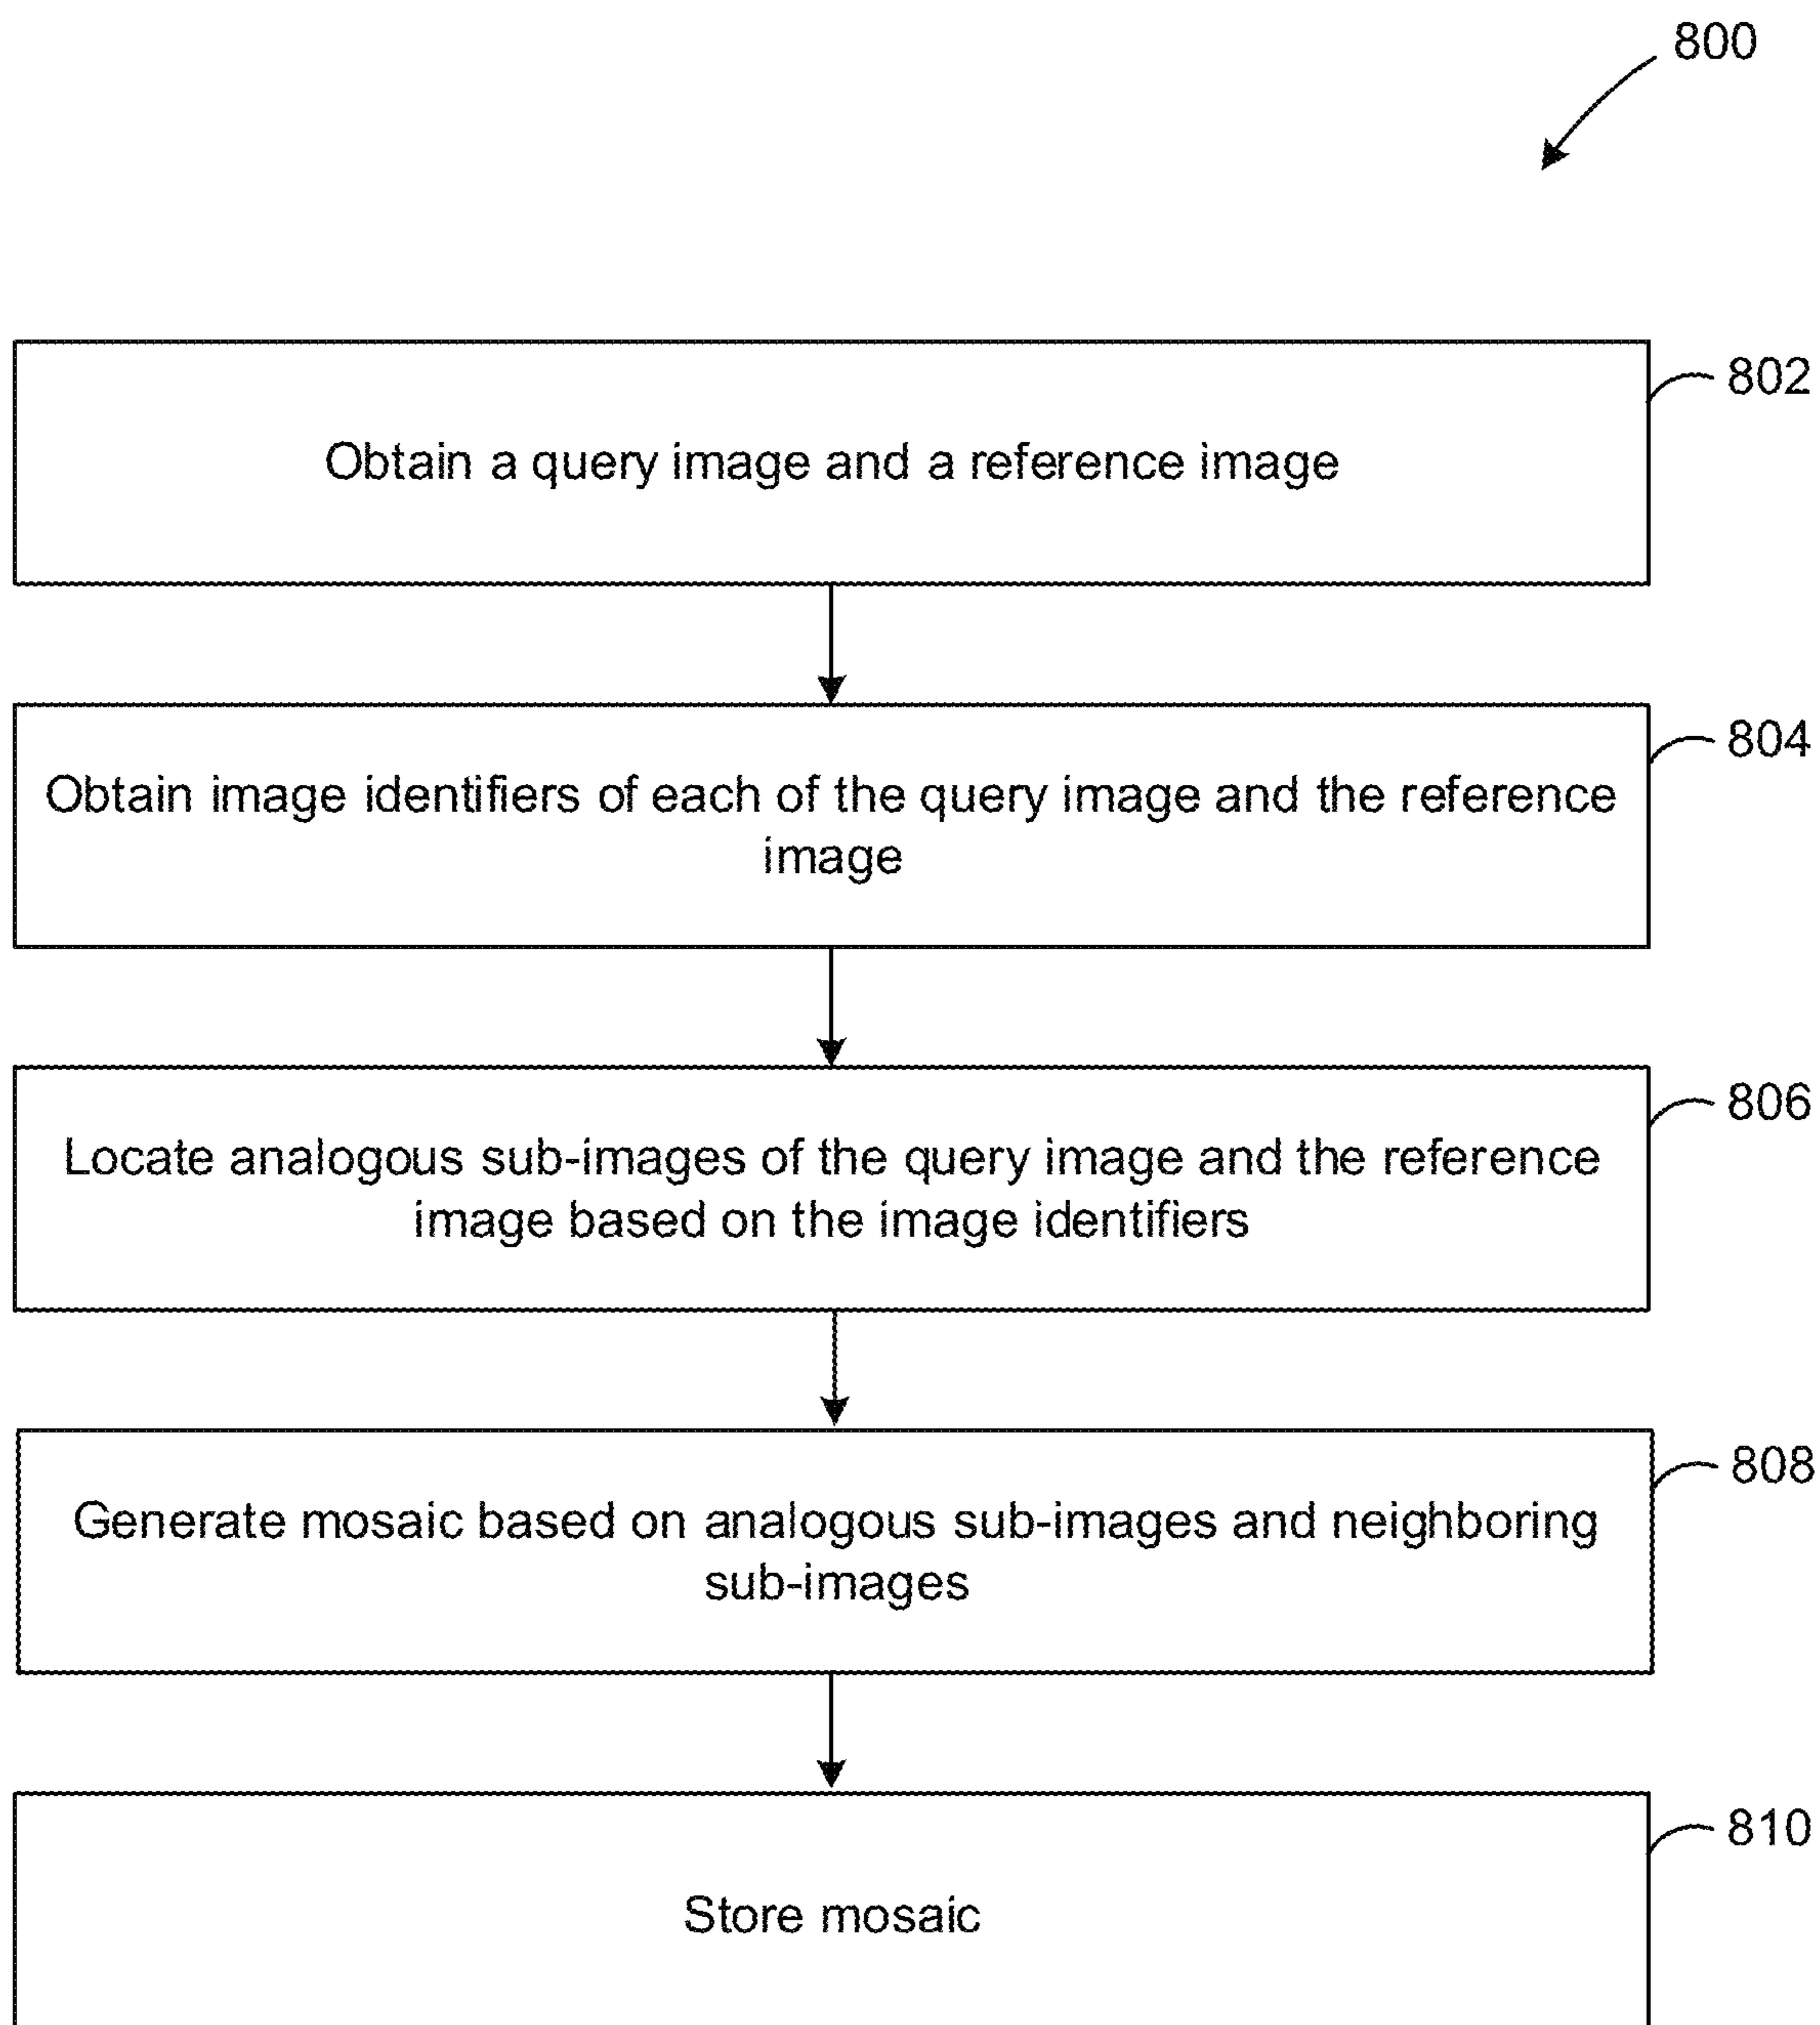 800
802
Obtain a query image and a reference image
804
Obtain image identifiers of each of the query image and the reference
image
806
Locate analogous sub-images of the query image and the reference
image based on the image identifiers
808
Generate mosaic based on analogous sub-images and neighboring
sub-images
810
Store mosaic